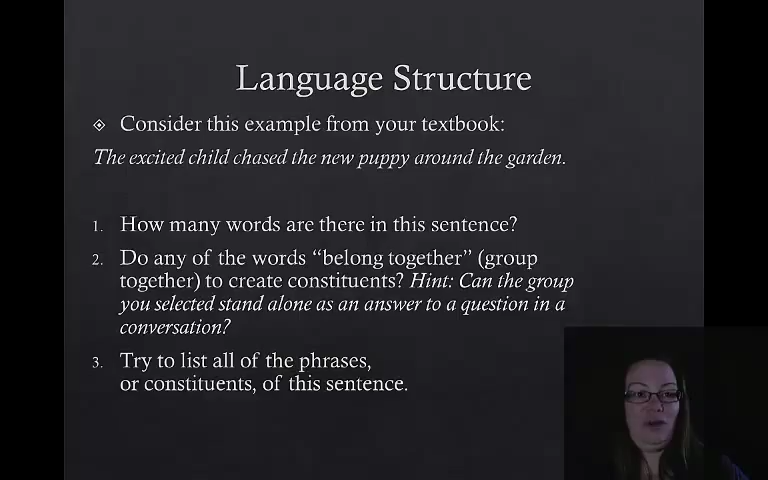 Language Structure
Consider this example from your textbook:
The excited child chased the new puppy around the garden.
1. How many words are there in this sentence?
2. Do any of the words “belong together” (group
together) to create constituents? Hint: Can the group
you selected stand alone as an answer to a question in a
conversation?
3. Try to list all of the phrases,
or constituents, of this sentence.